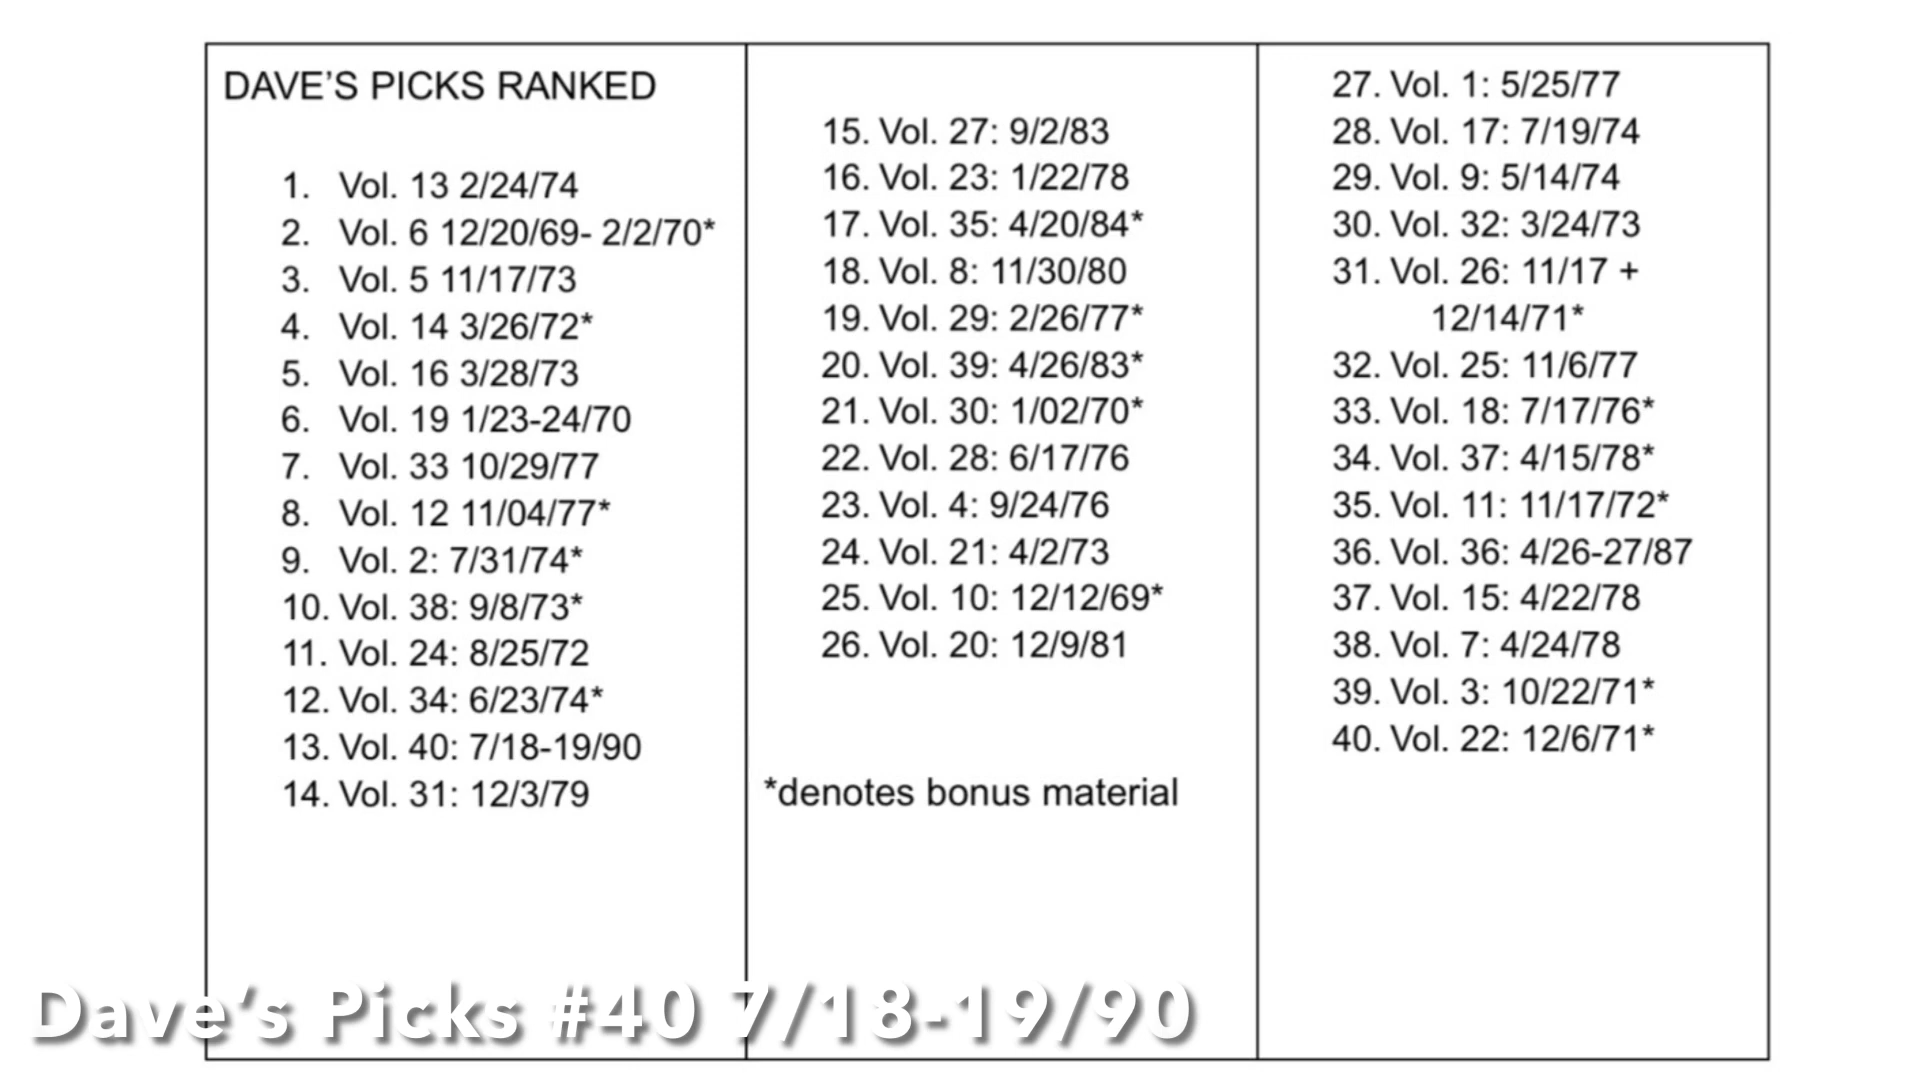 DAVE'S PICKS RANKED
1. Vol. 13 2/24/74
2. Vol. 6 12/20/69- 2/2/70*
3. Vol. 5 11/17/73
4. Vol. 14 3/26/72*
5. Vol. 16 3/28/73
6. Vol. 19 1/23-24/70
7. Vol. 33 10/29/77
8. Vol. 12 11/04/77*
9. Vol. 2: 7/31/74*
10. Vol. 38: 9/8/73*
11. Vol. 24: 8/25/72
12. Vol. 34: 6/23/74*
13. Vol. 40: 7/18-19/90
14. Vol. 31: 12/3/79
15. Vol. 27: 9/2/83
16. Vol. 23: 1/22/78
17. Vol. 35: 4/20/84*
18. Vol. 8: 11/30/80
19. Vol. 29: 2/26/77*
20. Vol. 39: 4/26/83*
21. Vol. 30: 1/02/70*
22. Vol. 28: 6/17/76
23. Vol. 4: 9/24/76
24. Vol. 21: 4/2/73
25. Vol. 10: 12/12/69*
26. Vol. 20: 12/9/81
*denotes bonus material
27. Vol. 1: 5/25/77
28. Vol. 17: 7/19/74
29. Vol. 9: 5/14/74
30. Vol. 32: 3/24/73
31. Vol. 26: 11/17 +
12/14/71*
32. Vol. 25: 11/6/77
33. Vol. 18: 7/17/76*
34. Vol. 37: 4/15/78*
35. Vol. 11: 11/17/72*
36. Vol. 36: 4/26-27/87
37. Vol. 15: 4/22/78
38. Vol. 7: 4/24/78
39. Vol. 3: 10/22/71*
40. Vol. 22: 12/6/71*
Dave's Picks #40 7/18-19/90